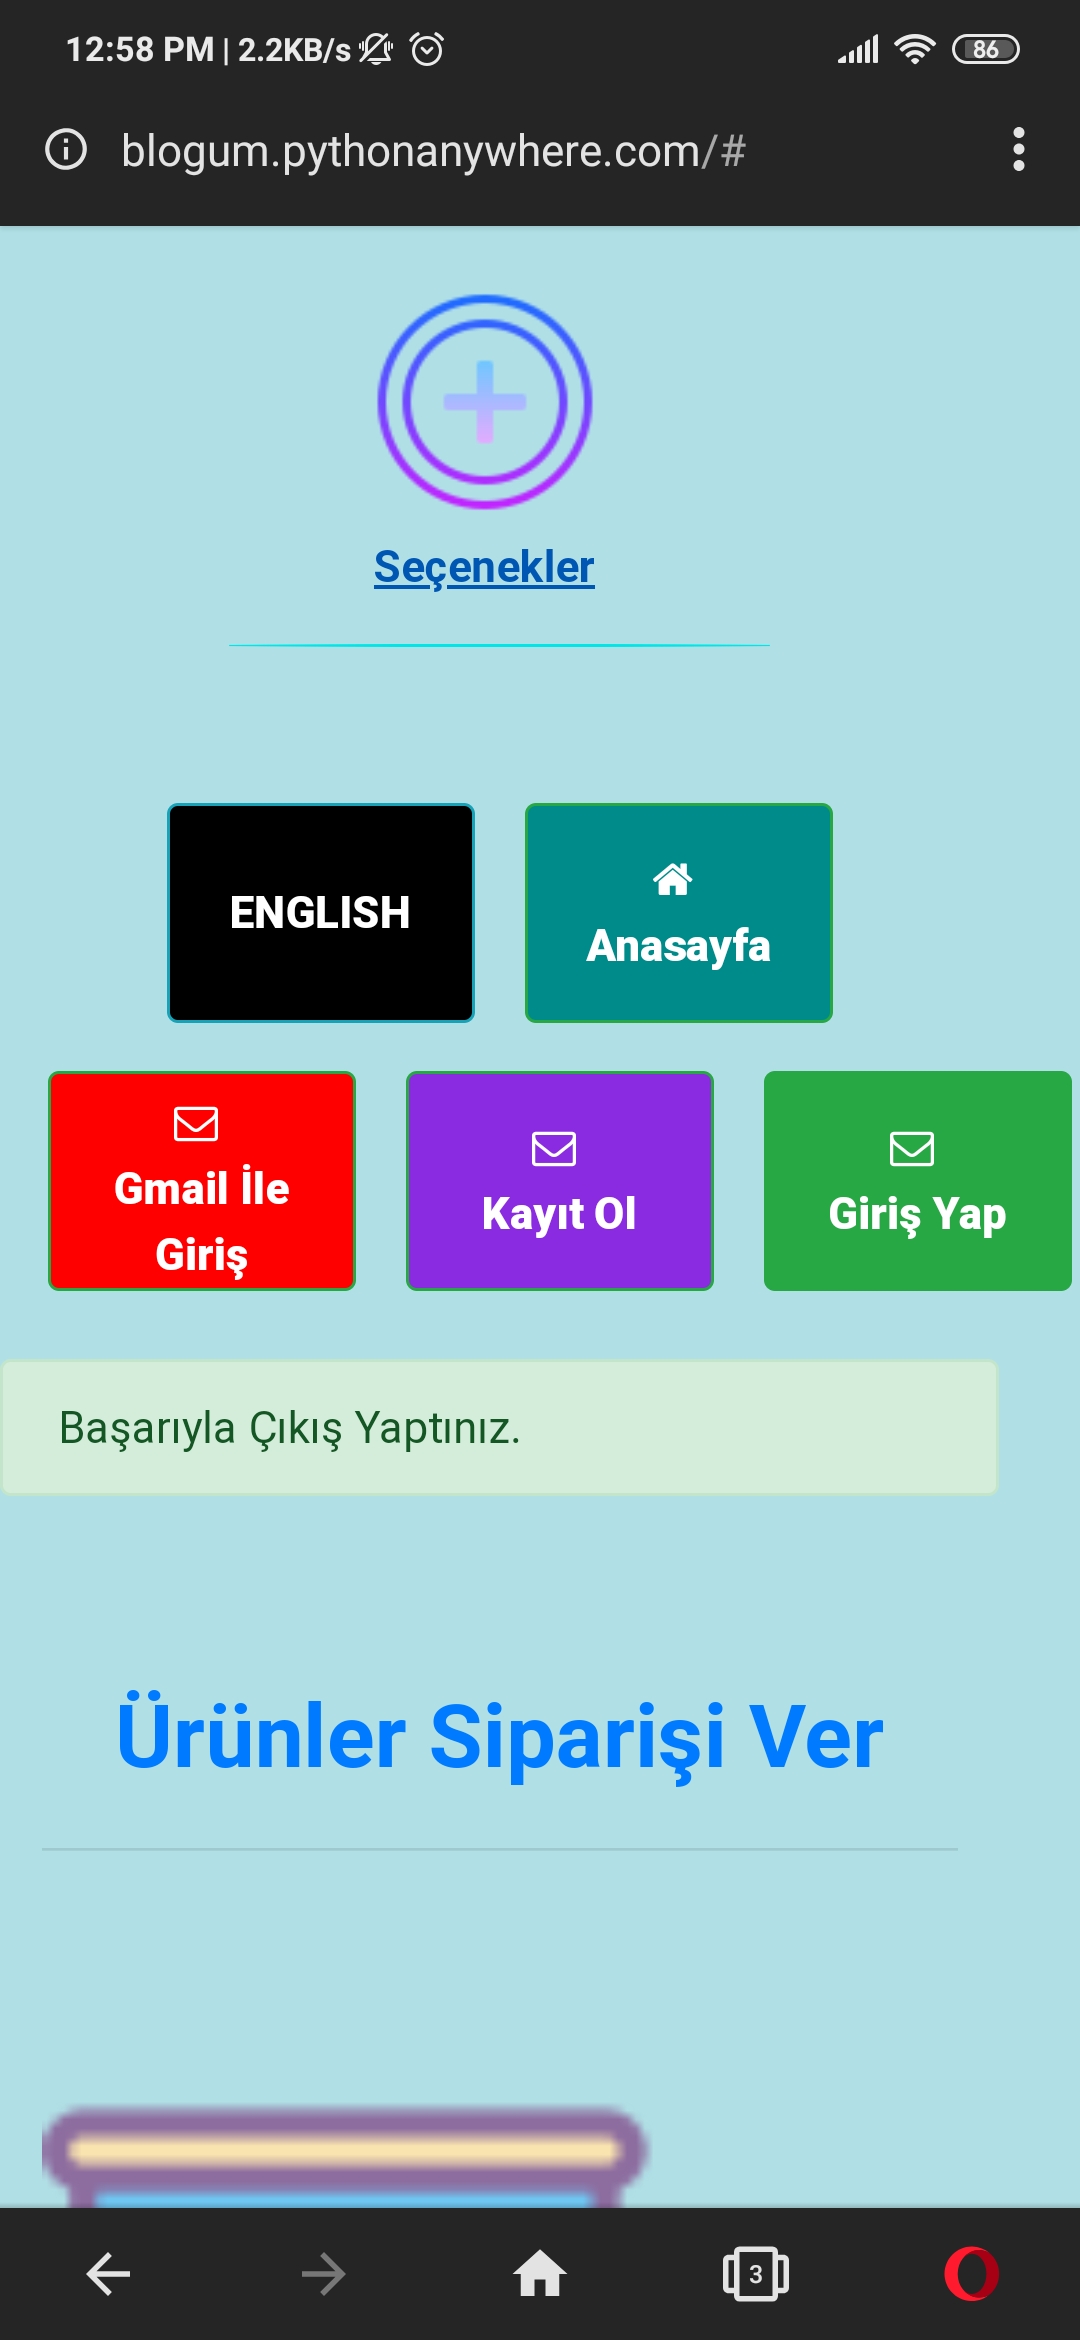 12:58 PM | 2.2KB/s
86
blogum.pythonanywhere.com/#
Seçenekler
ENGLISH
Anasayfa
Gmail İle
Giriş
Kayıt Ol
Giriş Yap
Başarıyla Çıkış Yaptınız.
Ürünler Siparişi Ver
3